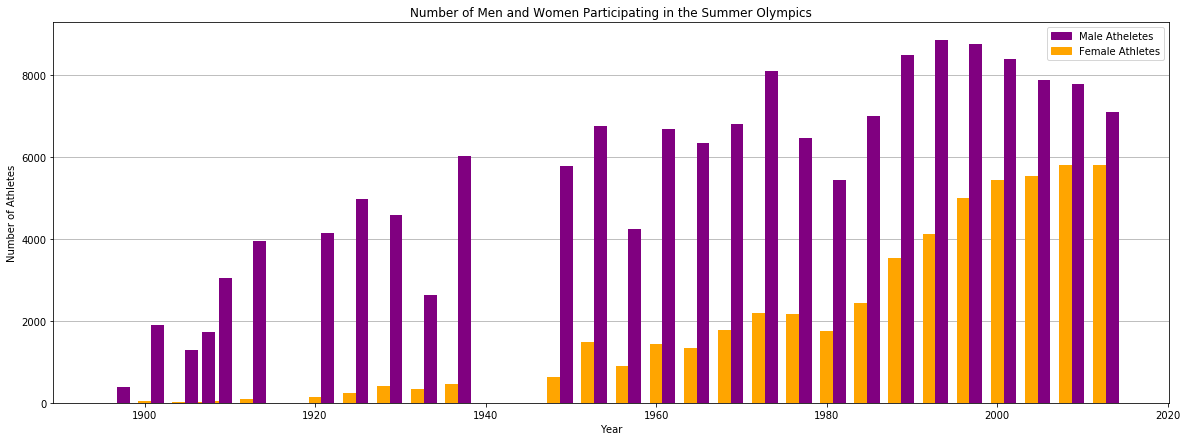 Number of Men and Women Participating in the Summer Olympics
Male Atheletes
Female Athletes
Number of Athletes
8000
6000
4000
2000
0
1900
1920
1940
1960
1980
2000
2020
Year